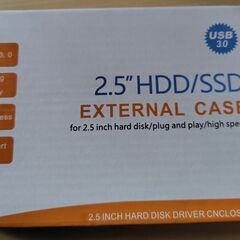 USB
3.0
2.5"HDD/SSD
EXTERNAL CASE
for 2.5 inch hard disk/plug and play/high spee
2.5 INCH HARD DISK DRIVER CNCLOS